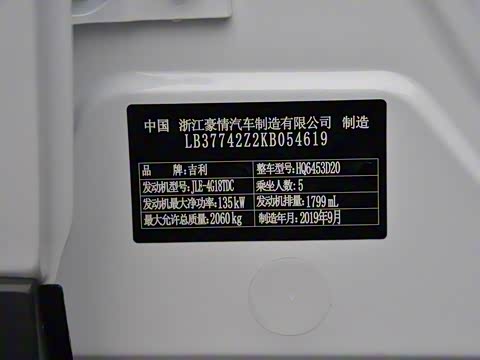 中国 浙江豪情汽车制造有限公司 制造
LB37742Z2KB054619
品 牌:吉利 整车型号:HQ6453D20
发动机型号:JLE-4G18TDC 乘坐人数:5
发动机最大净功率:135kW 发动机排量:1799mL
最大允许总质量:2060kg 制造年月:2019年9月